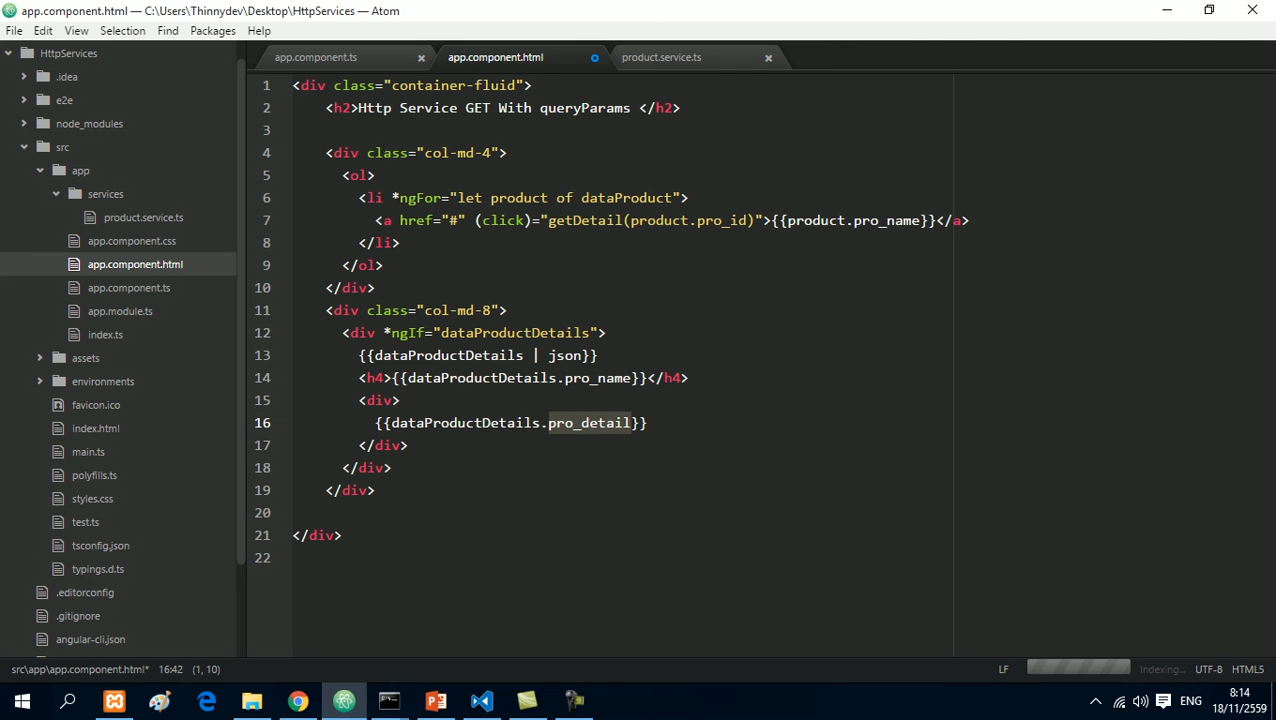 app.component.html — C:\Users\Thinnydev\Desktop\HttpServices — Atom
File Edit View Selection Find Packages Help
HttpServices
.idea
e2e
node_modules
src
app
services
product.service.ts
app.component.css
app.component.html
app.component.ts
app.module.ts
index.ts
assets
environments
favicon.ico
index.html
main.ts
polyfills.ts
styles.css
test.ts
tsconfig.json
typings.d.ts
.editorconfig
.gitignore
angular-cli.json
app.component.ts app.component.html product.service.ts
1 <div class="container-fluid">
2 <h2>Http Service GET With queryParams </h2>
3
4 <div class="col-md-4">
5 <ol>
6 <li *ngFor="let product of dataProduct">
7 <a href="#" (click)="getDetail(product.pro_id)">{{product.pro_name}}</a>
8 </li>
9 </ol>
10 </div>
11 <div class="col-md-8">
12 <div *ngIf="dataProductDetails">
13 {{dataProductDetails | json}}
14 <h4>{{dataProductDetails.pro_name}}</h4>
15 <div>
16 {{dataProductDetails.pro_detail}}
17 </div>
18 </div>
19 </div>
20
21 </div>
22
src\app\app.component.html* 16:42 (1, 10) LF Indexing... UTF-8 HTML5
ENG
8:14
18/11/2559